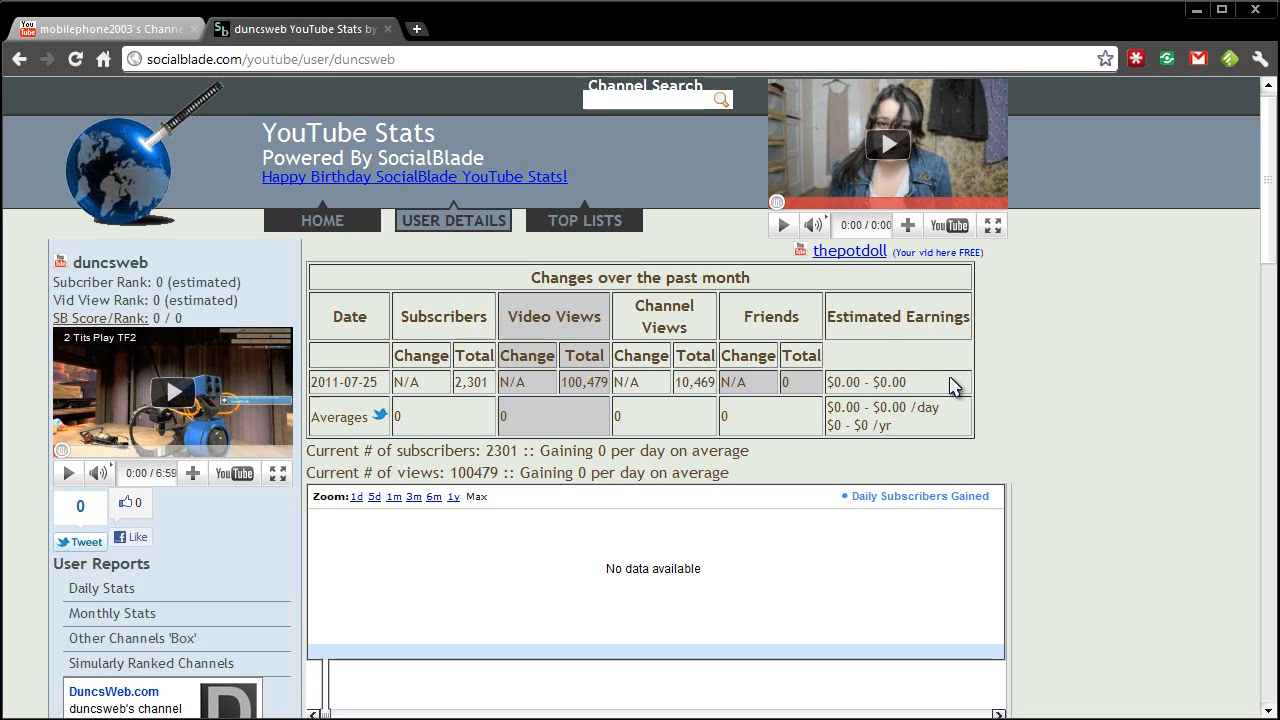 mobilephone2003's Channe
duncsweb YouTube Stats by
socialblade.com/youtube/user/duncsweb
Channel Search
YouTube Stats
Powered By SocialBlade
Happy Birthday SocialBlade YouTube Stats!
HOME
USER DETAILS
TOP LISTS
0:00 / 0:00
YouTube
thepotdoll (Your vid here FREE)
duncsweb
Subcriber Rank: 0 (estimated)
Vid View Rank: 0 (estimated)
SB Score/Rank: 0 / 0
2 Tits Play TF2
0:00 / 6:59
YouTube
0
0
Tweet
Like
User Reports
Daily Stats
Monthly Stats
Other Channels 'Box'
Simularly Ranked Channels
DuncsWeb.com
duncsweb's channel
D
Changes over the past month
Date Subscribers Video Views Channel Views Friends Estimated Earnings
Change Total Change Total Change Total Change Total
2011-07-25 N/A 2,301 N/A 100,479 N/A 10,469 N/A 0 $0.00 - $0.00
Averages 0 0 0 0 $0.00 - $0.00 /day
$0 - $0 /yr
Current # of subscribers: 2301 :: Gaining 0 per day on average
Current # of views: 100479 :: Gaining 0 per day on average
Zoom: 1d 5d 1m 3m 6m 1y Max
Daily Subscribers Gained
No data available